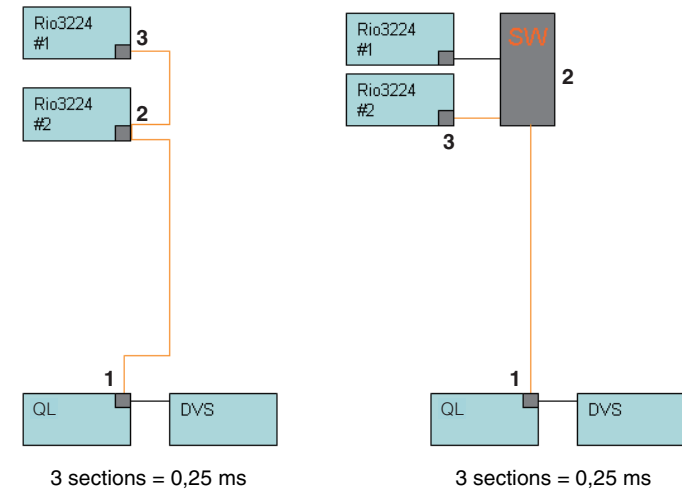 Rio3224
#1
3
Rio3224
#2
2
1
QL
DVS
3 sections = 0,25 ms
Rio3224
#1
SW
2
Rio3224
#2
3
1
QL
DVS
3 sections = 0,25 ms